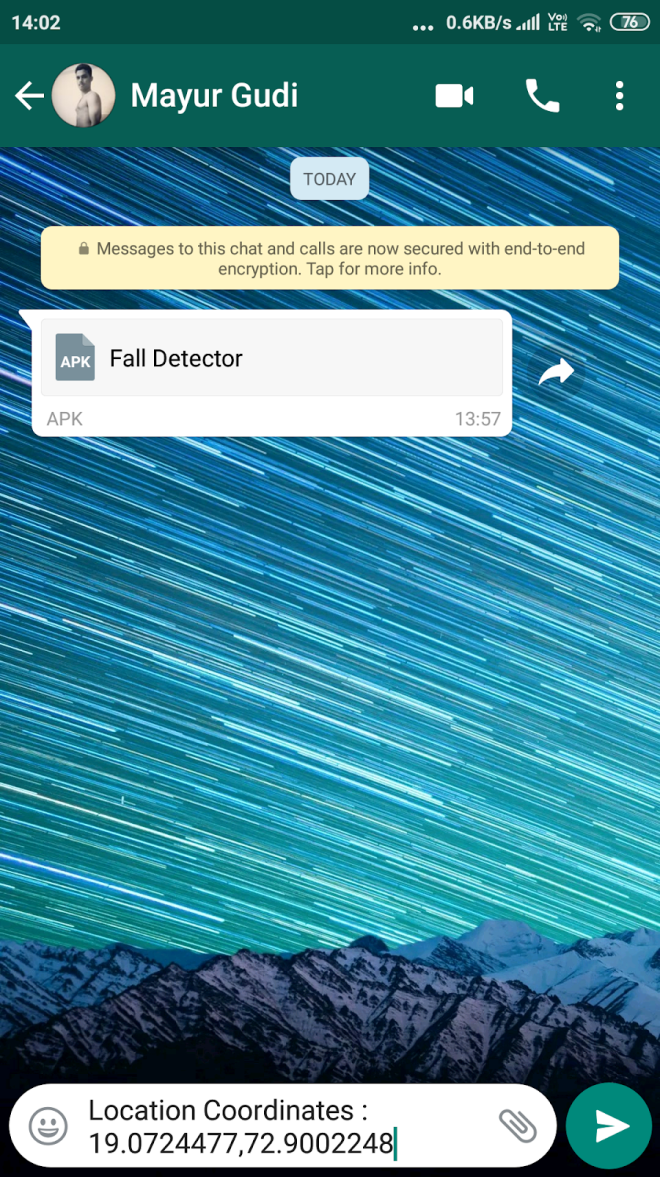 14:02
... 0.6KB/s Vo) LTE 76
Mayur Gudi
TODAY
Messages to this chat and calls are now secured with end-to-end
encryption. Tap for more info.
APK Fall Detector
APK 13:57
Location Coordinates :
19.0724477,72.9002248